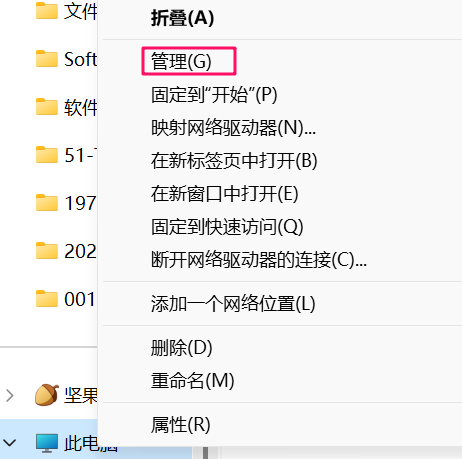 文件
Soft
软件
51-
197
202
001
坚果
此电脑
折叠(A)
管理(G)
固定到“开始”(P)
映射网络驱动器(N)...
在新标签页中打开(B)
在新窗口中打开(E)
固定到快速访问(Q)
断开网络驱动器的连接(C)...
添加一个网络位置(L)
删除(D)
重命名(M)
属性(R)